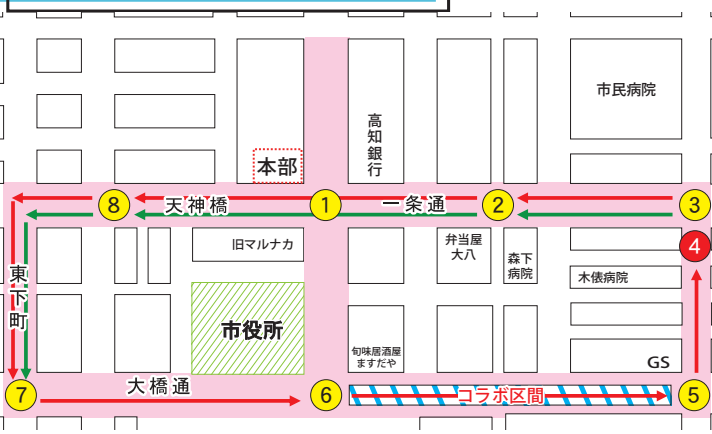 市民病院
高知
銀行
本部
8
天神橋
1
一条通
2
3
旧マルナカ
弁当屋
大八
森下
病院
4
木俵病院
東下町
市役所
旬味居酒屋
ますだや
GS
大橋通
7
6
コラボ区間
5